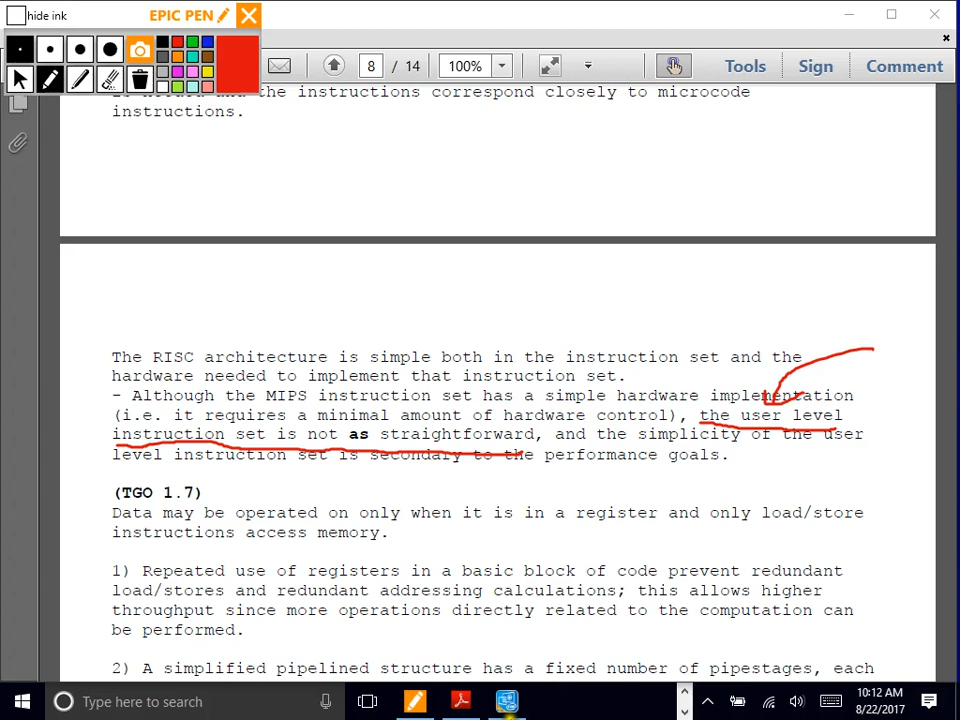 hide ink
EPIC PEN
8 / 14
100%
Tools
Sign
Comment
the instructions correspond closely to microcode
instructions.
The RISC architecture is simple both in the instruction set and the
hardware needed to implement that instruction set.
- Although the MIPS instruction set has a simple hardware implementation
(i.e. it requires a minimal amount of hardware control), the user level
instruction set is not as straightforward, and the simplicity of the user
level instruction set is secondary to the performance goals.
(TGO 1.7)
Data may be operated on only when it is in a register and only load/store
instructions access memory.
1) Repeated use of registers in a basic block of code prevent redundant
load/stores and redundant addressing calculations; this allows higher
throughput since more operations directly related to the computation can
be performed.
2) A simplified pipelined structure has a fixed number of pipestages, each
Type here to search
10:12 AM
8/22/2017